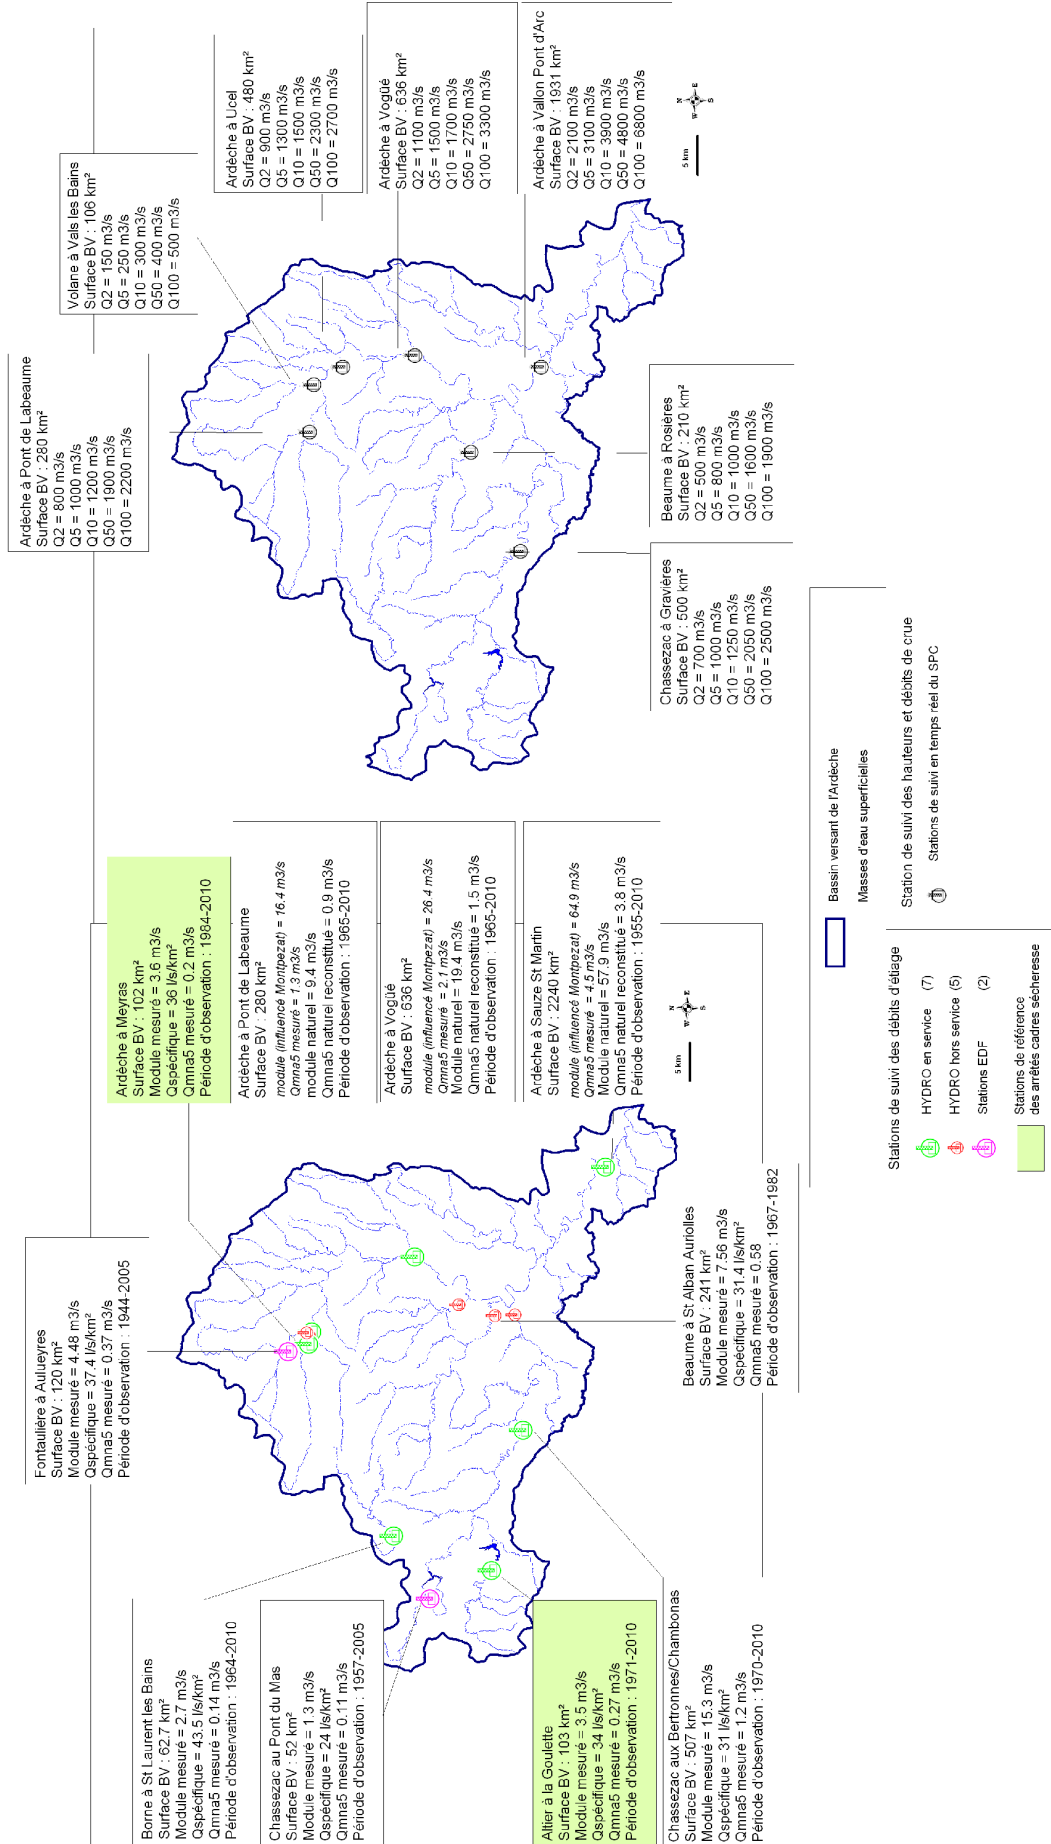 Fontaulière à Aulueyres
Surface BV : 120 km²
Module mesuré = 4.48 m3/s
Qspécifique = 37.4 l/s/km²
Qmna5 mesuré = 0.37 m3/s
Période d'observation : 1944-2005
Ardèche à Meyras
Surface BV : 102 km²
Module mesuré = 3.6 m3/s
Qspécifique = 36 l/s/km²
Qmna5 mesuré = 0.2 m3/s
Période d'observation : 1984-2010
Borne à St Laurent les Bains
Surface BV : 62.7 km²
Module mesuré = 2.7 m3/s
Qspécifique = 43.5 l/s/km²
Qmna5 mesuré = 0.14 m3/s
Période d'observation : 1964-2010
Ardèche à Pont de Labeaume
Surface BV : 280 km²
module (influencé Montpezat) = 16.4 m3/s
Qmna5 mesuré = 1.3 m3/s
module naturel = 9.4 m3/s
Qmna5 naturel reconstitué = 0.9 m3/s
Période d'observation : 1965-2010
Chassezac au Pont du Mas
Surface BV : 52 km²
Module mesuré = 1.3 m3/s
Qspécifique = 24 l/s/km²
Qmna5 mesuré = 0.11 m3/s
Période d'observation : 1957-2005
Ardèche à Vogüé
Surface BV : 636 km²
module (influencé Montpezat) = 26.4 m3/s
Qmna5 mesuré = 2.1 m3/s
Module naturel = 19.4 m3/s
Qmna5 naturel reconstitué = 1.5 m3/s
Période d'observation : 1965-2010
Altier à la Goulette
Surface BV : 103 km²
Module mesuré = 3.5 m3/s
Qspécifique = 34 l/s/km²
Qmna5 mesuré = 0.27 m3/s
Période d'observation : 1971-2010
Ardèche à Sauze St Martin
Surface BV : 2240 km²
module (influencé Montpezat) = 64.9 m3/s
Qmna5 mesuré = 4.5 m3/s
Module naturel = 57.9 m3/s
Qmna5 naturel reconstitué = 3.8 m3/s
Période d'observation : 1955-2010
Chassezac aux Bertronnes/Chambonas
Surface BV : 507 km²
Module mesuré = 15.3 m3/s
Qspécifique = 31 l/s/km²
Qmna5 mesuré = 1.2 m3/s
Période d'observation : 1970-2010
Beaume à St Alban Auriolles
Surface BV : 241 km²
Module mesuré = 7.56 m3/s
Qspécifique = 31.4 l/s/km²
Qmna5 mesuré = 0.58
Période d'observation : 1967-1982
5 km
N
W
E
S
Ardèche à Pont de Labeaume
Surface BV : 280 km²
Q2 = 800 m3/s
Q5 = 1000 m3/s
Q10 = 1200 m3/s
Q50 = 1900 m3/s
Q100 = 2200 m3/s
Volane à Vals les Bains
Surface BV : 106 km²
Q2 = 150 m3/s
Q5 = 250 m3/s
Q10 = 300 m3/s
Q50 = 400 m3/s
Q100 = 500 m3/s
Ardèche à Ucel
Surface BV : 480 km²
Q2 = 900 m3/s
Q5 = 1300 m3/s
Q10 = 1500 m3/s
Q50 = 2300 m3/s
Q100 = 2700 m3/s
Ardèche à Vogüé
Surface BV : 636 km²
Q2 = 1100 m3/s
Q5 = 1500 m3/s
Q10 = 1700 m3/s
Q50 = 2750 m3/s
Q100 = 3300 m3/s
Ardèche à Vallon Pont d'Arc
Surface BV : 1931 km²
Q2 = 2100 m3/s
Q5 = 3100 m3/s
Q10 = 3900 m3/s
Q50 = 4800 m3/s
Q100 = 6800 m3/s
Chassezac à Gravières
Surface BV : 500 km²
Q2 = 700 m3/s
Q5 = 1000 m3/s
Q10 = 1250 m3/s
Q50 = 2050 m3/s
Q100 = 2500 m3/s
Beaume à Rosières
Surface BV : 210 km²
Q2 = 500 m3/s
Q5 = 800 m3/s
Q10 = 1000 m3/s
Q50 = 1600 m3/s
Q100 = 1900 m3/s
5 km
N
W
E
S
Bassin versant de l'Ardèche
Masses d'eau superficielles
Stations de suivi des débits d'étiage
HYDRO en service (7)
HYDRO hors service (5)
Stations EDF (2)
Stations de référence
des arrêtés cadres sécheresse
Station de suivi des hauteurs et débits de crue
Stations de suivi en temps réel du SPC